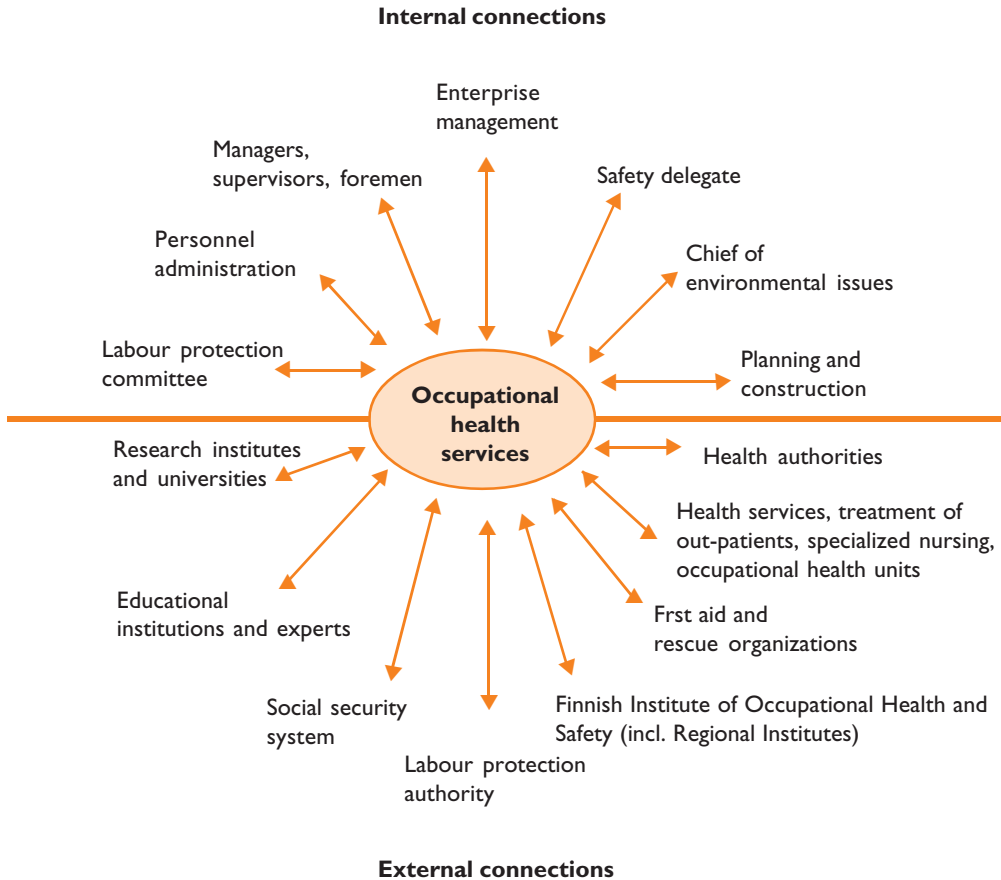 Internal connections
Enterprise
management
Managers,
supervisors, foremen
Safety delegate
Personnel
administration
Chief of
environmental issues
Labour protection
committee
Planning and
construction
Occupational
health
services
Research institutes
and universities
Health authorities
Health services, treatment of
out-patients, specialized nursing,
occupational health units
Educational
institutions and experts
Frst aid and
rescue organizations
Social security
system
Finnish Institute of Occupational Health and
Safety (incl. Regional Institutes)
Labour protection
authority
External connections